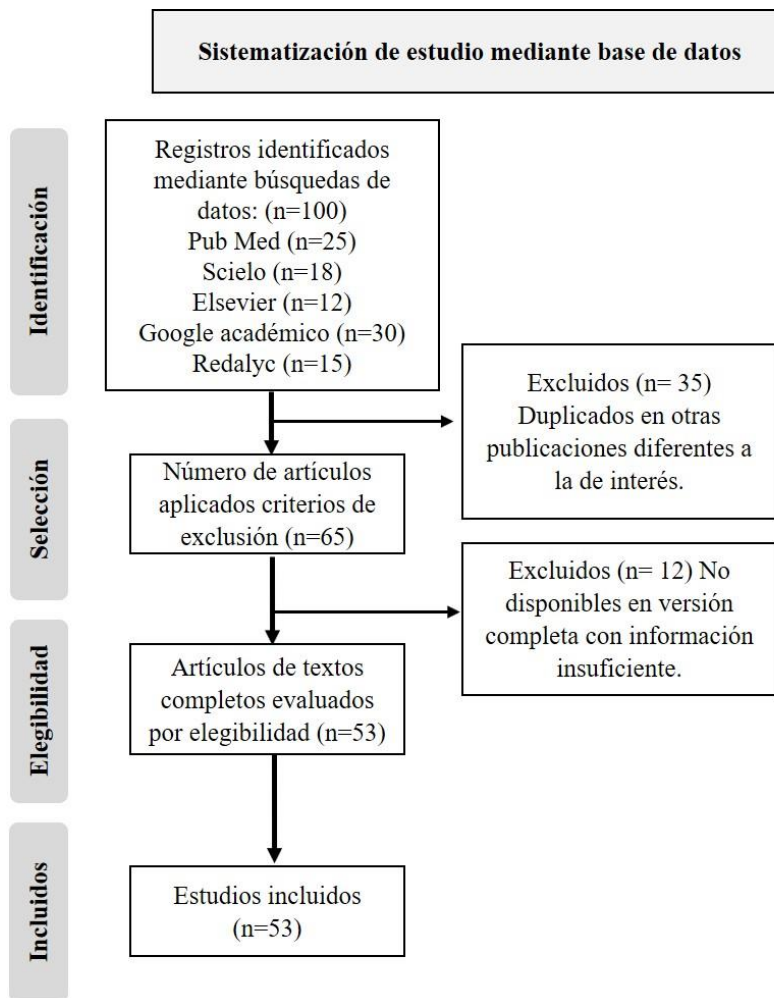 Sistematización de estudio mediante base de datos
Identificación
Registros identificados
mediante búsquedas de
datos: (n=100)
Pub Med (n=25)
Scielo (n=18)
Elsevier (n=12)
Google académico (n=30)
Redalyc (n=15)
Excluidos (n= 35)
Duplicados en otras
publicaciones diferentes a
la de interés.
Selección
Número de artículos
aplicados criterios de
exclusión (n=65)
Excluidos (n= 12) No
disponibles en versión
completa con información
insuficiente.
Elegibilidad
Artículos de textos
completos evaluados
por elegibilidad (n=53)
Incluidos
Estudios incluidos
(n=53)